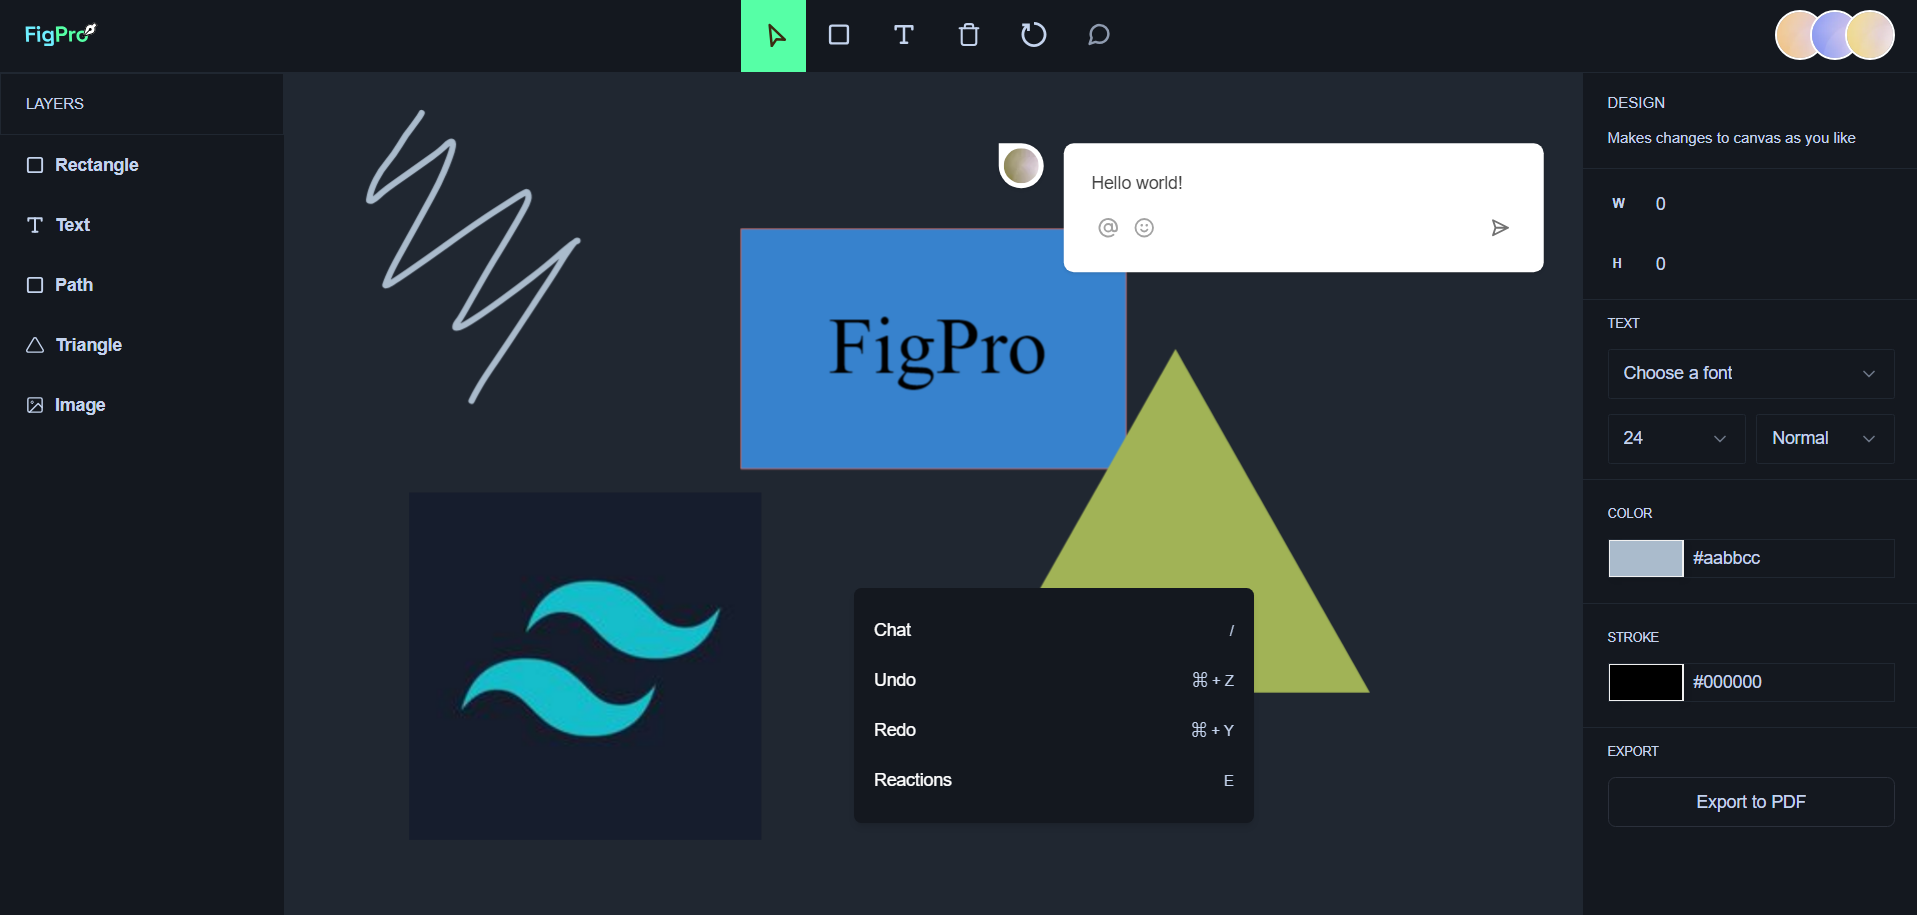 FigPro
LAYERS
Rectangle
Text
Path
Triangle
Image
Hello world!
FigPro
Chat /
Undo ⌘ + Z
Redo ⌘ + Y
Reactions E
DESIGN
Makes changes to canvas as you like
W 0
H 0
TEXT
Choose a font
24 Normal
COLOR
#aabbcc
STROKE
#000000
EXPORT
Export to PDF